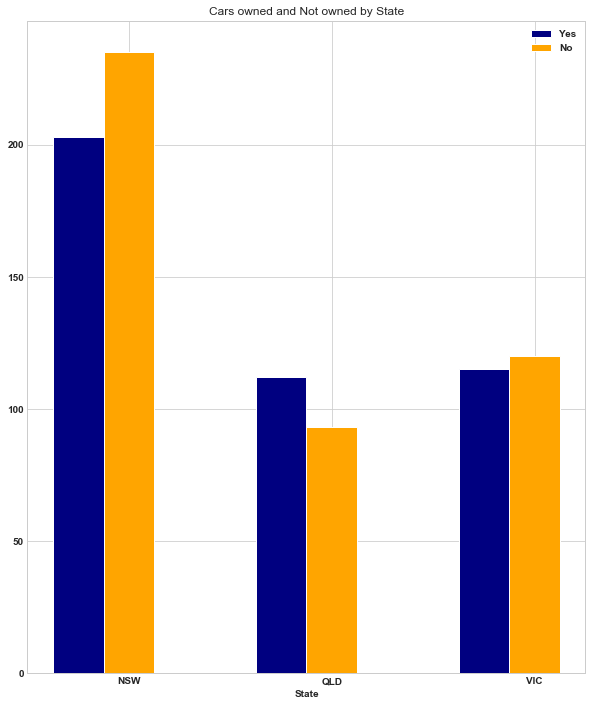 Cars owned and Not owned by State
Yes
No
200
150
100
50
0
NSW QLD VIC
State